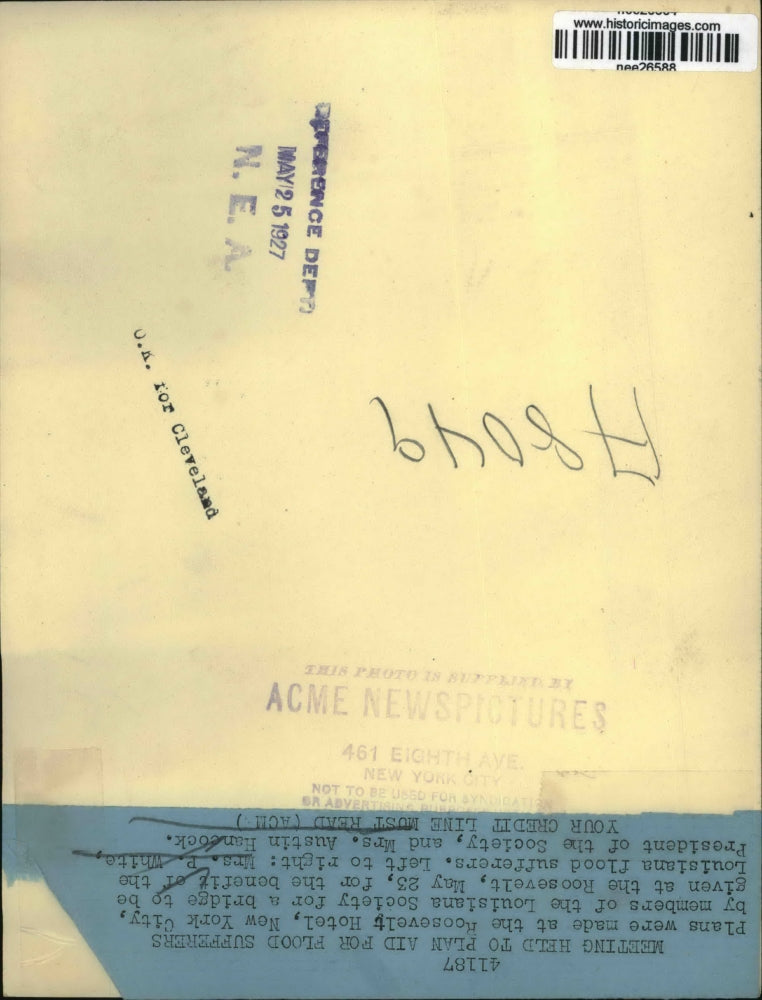 www.historicimages.com
nee26588
REFERENCE DEP'T
MAY 25 1927
N. E. A.
O.K. for Cleveland
THIS PHOTO IS SUPPLIED BY
ACME NEWSPICTURES
461 EIGHTH AVE.
NEW YORK CITY
NOT TO BE USED FOR SYNDICATION
OR ADVERTISING
41187
MEETING HELD TO PLAN AID FOR FLOOD SUFFERERS
Plans were made at the Roosevelt Hotel, New York City,
by members of the Louisiana Society for a bridge to be
given at the Roosevelt, May 23, for the benefit of the
Louisiana flood sufferers. Left to right: Mrs. P. White,
President of the Society, and Mrs. Austin Hancock.
YOUR CREDIT LINE MUST READ (ACME)